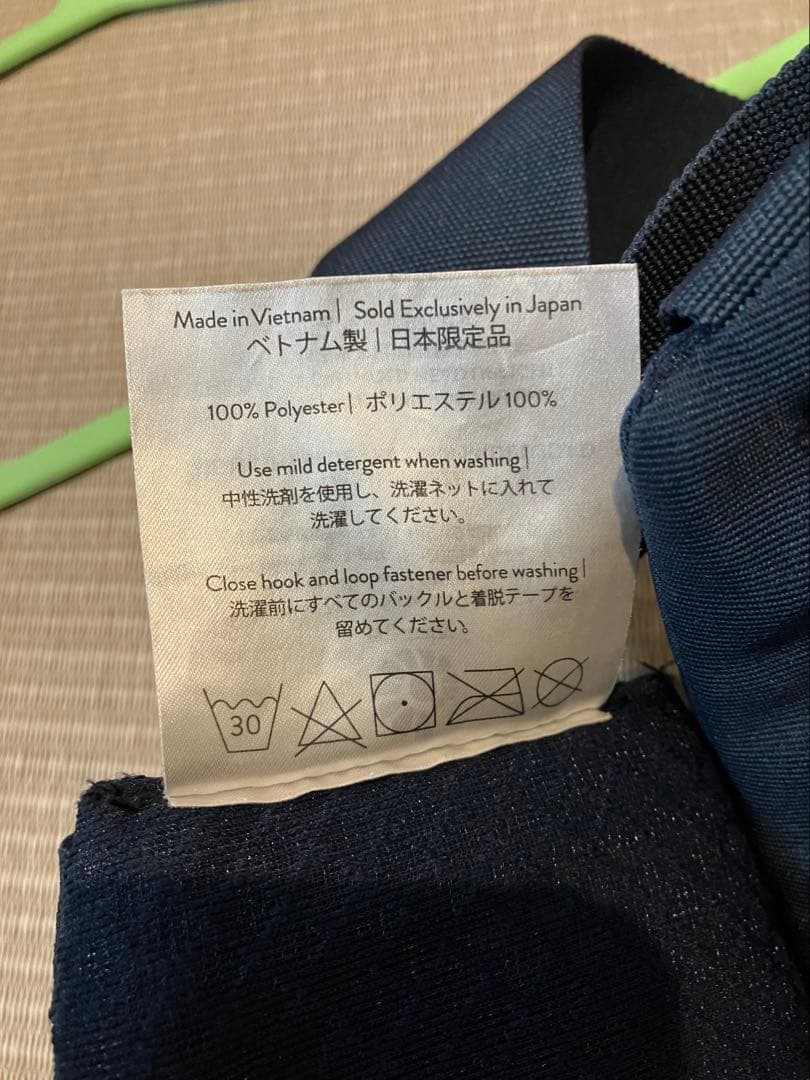 Made in Vietnam | Sold Exclusively in Japan
ベトナム製 | 日本限定品
100% Polyester | ポリエステル 100%
Use mild detergent when washing |
中性洗剤を使用し、洗濯ネットに入れて
洗濯してください。
Close hook and loop fastener before washing |
洗濯前にすべてのバックルと着脱テープを
留めてください。
30